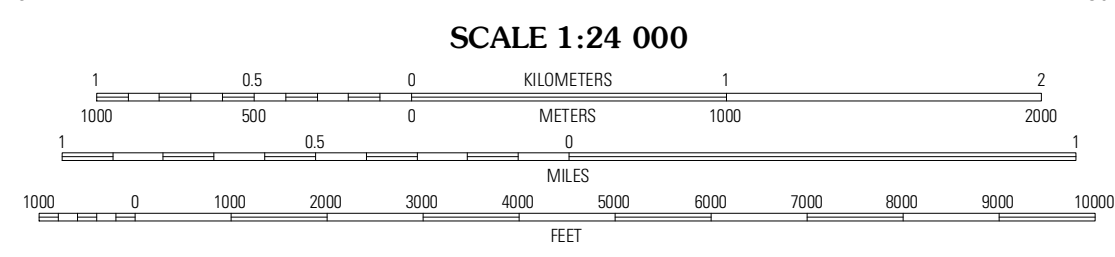 SCALE 1:24 000
1 0.5 0 KILOMETERS 1 2
1000 500 0 METERS 1000 2000
1 0.5 0 1
MILES
1000 0 1000 2000 3000 4000 5000 6000 7000 8000 9000 10000
FEET